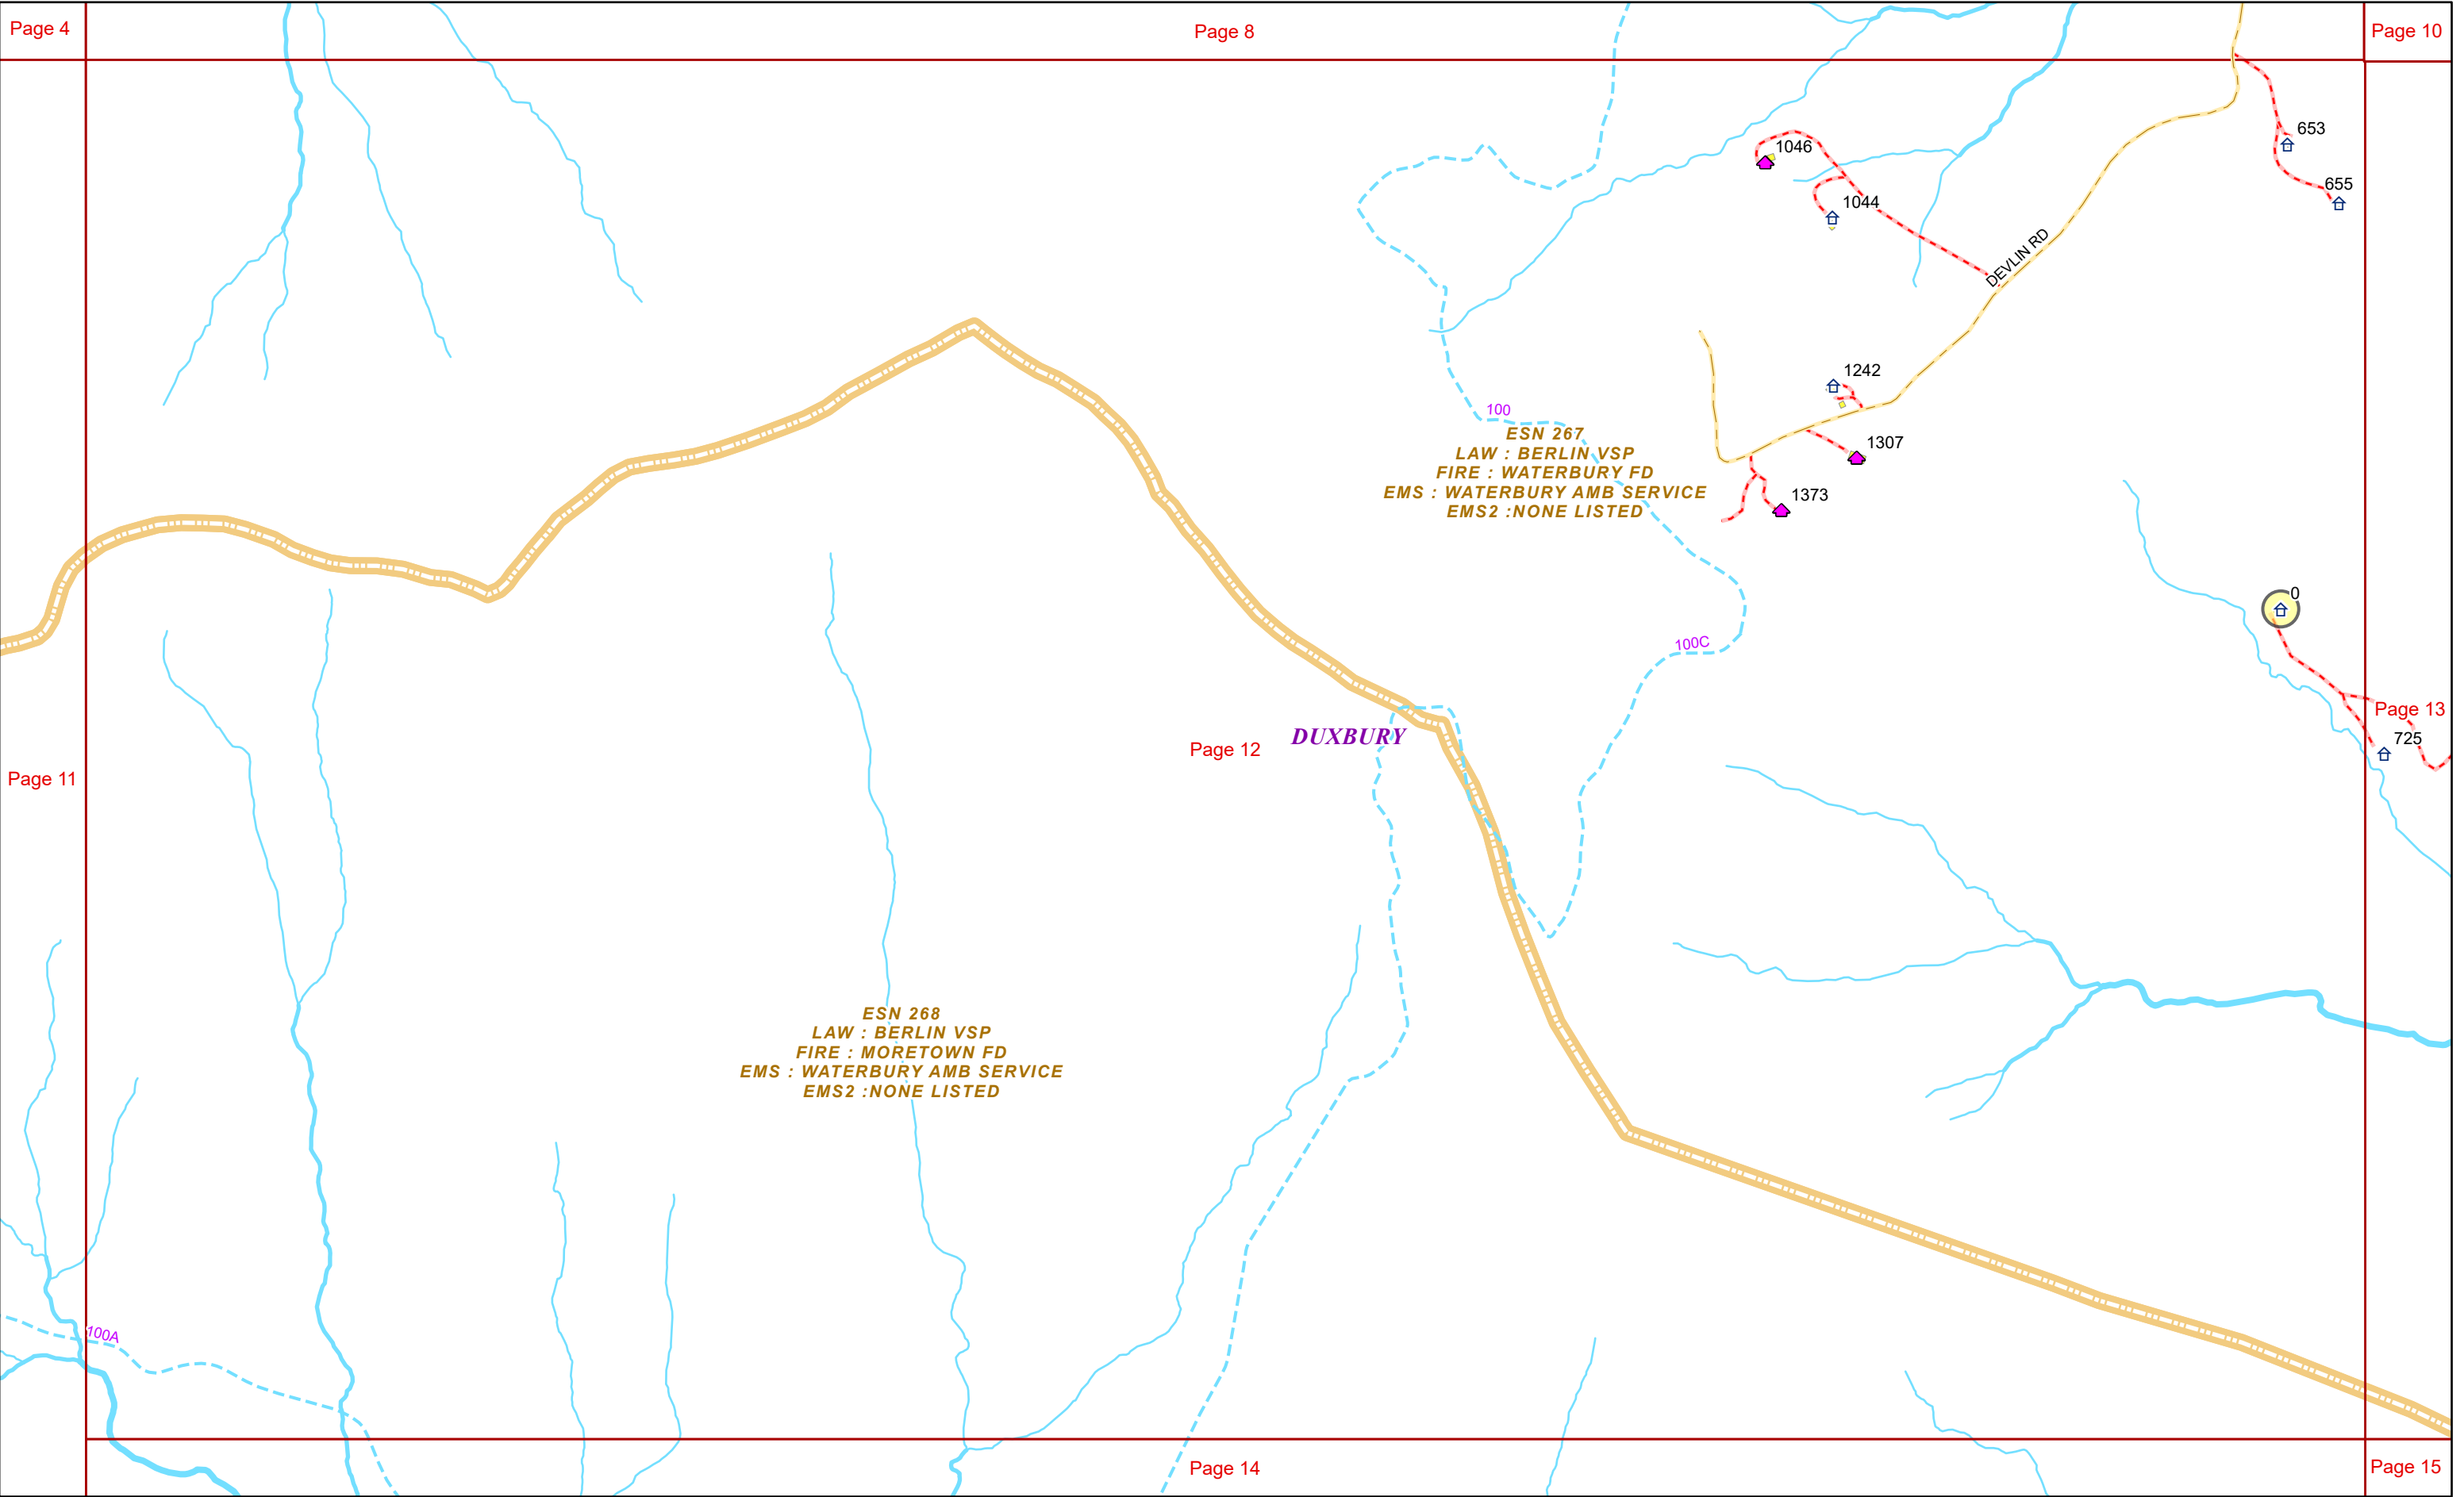 Page 4
Page 8
Page 10
653
1046
655
1044
DEVLIN RD
1242
100
ESN 267
LAW : BERLIN VSP
FIRE : WATERBURY FD
EMS : WATERBURY AMB SERVICE
EMS2 :NONE LISTED
1307
1373
0
100C
Page 13
DUXBURY
725
Page 12
Page 11
ESN 268
LAW : BERLIN VSP
FIRE : MORETOWN FD
EMS : WATERBURY AMB SERVICE
EMS2 :NONE LISTED
100A
Page 14
Page 15